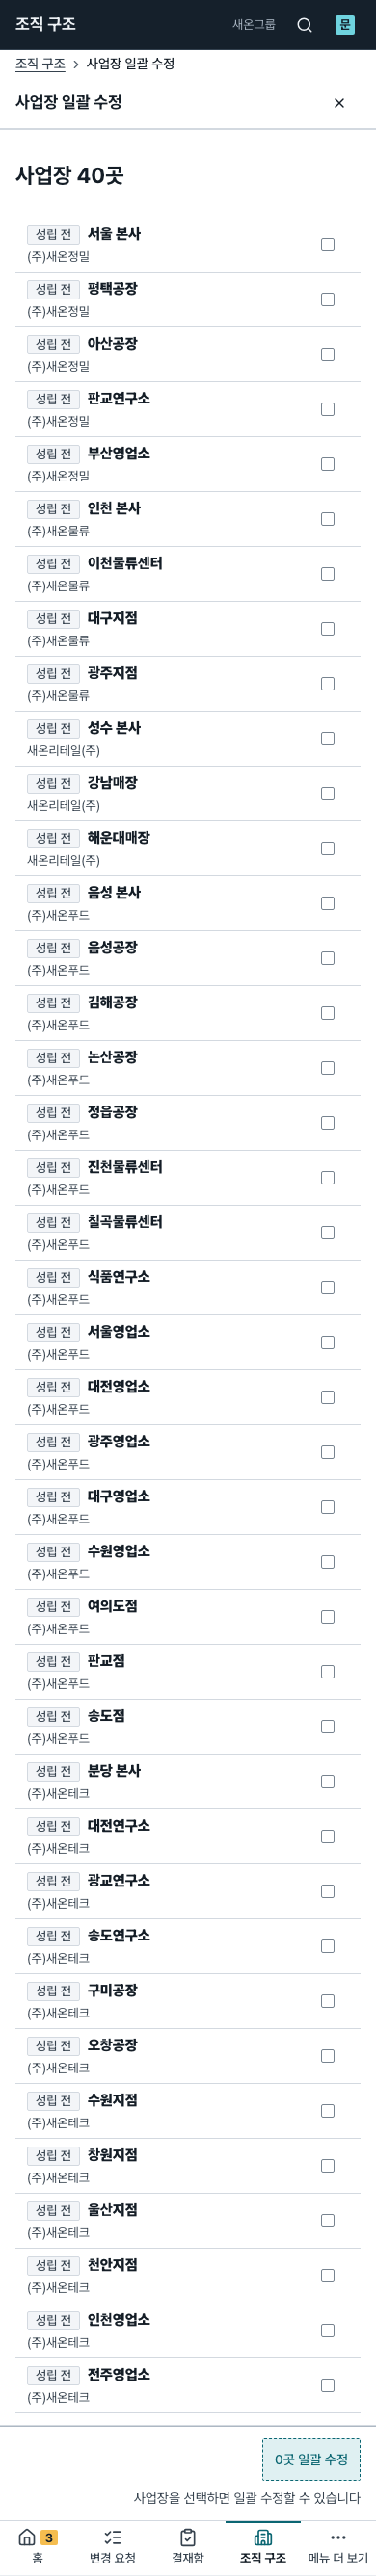 조직 구조 새온그룹 문
조직 구조 > 사업장 일괄 수정
사업장 일괄 수정
사업장 40곳
성립 전 서울 본사
(주)새온정밀
성립 전 평택공장
(주)새온정밀
성립 전 아산공장
(주)새온정밀
성립 전 판교연구소
(주)새온정밀
성립 전 부산영업소
(주)새온정밀
성립 전 인천 본사
(주)새온물류
성립 전 이천물류센터
(주)새온물류
성립 전 대구지점
(주)새온물류
성립 전 광주지점
(주)새온물류
성립 전 성수 본사
새온리테일(주)
성립 전 강남매장
새온리테일(주)
성립 전 해운대매장
새온리테일(주)
성립 전 음성 본사
(주)새온푸드
성립 전 음성공장
(주)새온푸드
성립 전 김해공장
(주)새온푸드
성립 전 논산공장
(주)새온푸드
성립 전 정읍공장
(주)새온푸드
성립 전 진천물류센터
(주)새온푸드
성립 전 칠곡물류센터
(주)새온푸드
성립 전 식품연구소
(주)새온푸드
성립 전 서울영업소
(주)새온푸드
성립 전 대전영업소
(주)새온푸드
성립 전 광주영업소
(주)새온푸드
성립 전 대구영업소
(주)새온푸드
성립 전 수원영업소
(주)새온푸드
성립 전 여의도점
(주)새온푸드
성립 전 판교점
(주)새온푸드
성립 전 송도점
(주)새온푸드
성립 전 분당 본사
(주)새온테크
성립 전 대전연구소
(주)새온테크
성립 전 광교연구소
(주)새온테크
성립 전 송도연구소
(주)새온테크
성립 전 구미공장
(주)새온테크
성립 전 오창공장
(주)새온테크
성립 전 수원지점
(주)새온테크
성립 전 창원지점
(주)새온테크
성립 전 울산지점
(주)새온테크
성립 전 천안지점
(주)새온테크
성립 전 인천영업소
(주)새온테크
성립 전 전주영업소
(주)새온테크
0곳 일괄 수정
사업장을 선택하면 일괄 수정할 수 있습니다
3
홈 변경 요청 결재함 조직 구조 메뉴 더 보기